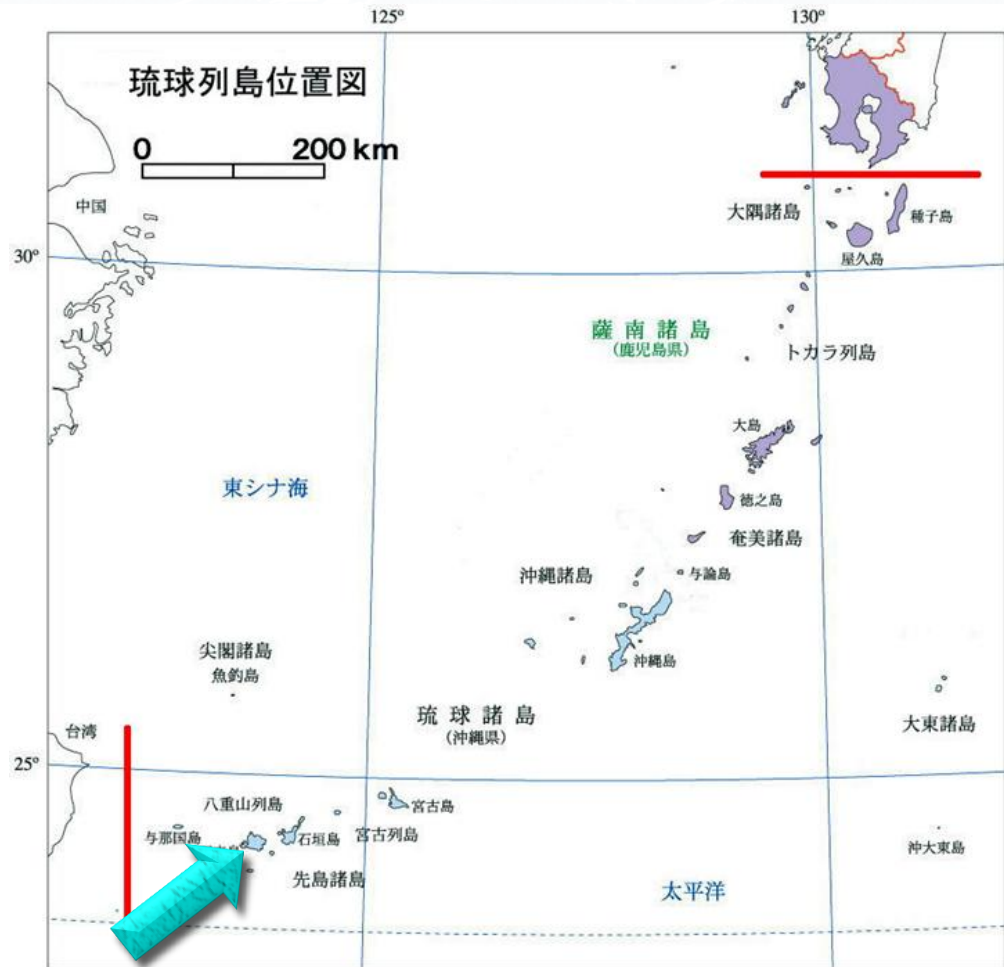 125°
130°
琉球列島位置図
0 200 km
中国
大隅諸島
種子島
屋久島
30°
薩南諸島
(鹿児島県)
トカラ列島
大島
東シナ海
徳之島
奄美諸島
沖縄諸島
与論島
沖縄島
尖閣諸島
魚釣島
琉球諸島
(沖縄県)
大東諸島
台湾
25°
八重山列島
宮古島
与那国島
石垣島
宮古列島
沖大東島
先島諸島
太平洋